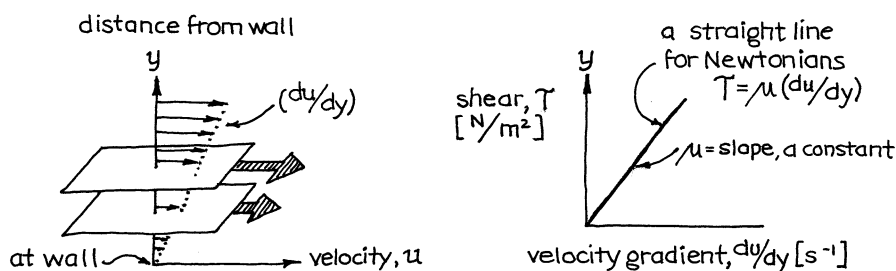 distance from wall
y
(du/dy)
at wall
velocity, u
a straight line
for Newtonians
τ = μ (du/dy)
y
shear, τ
[N/m²]
μ = slope, a constant
velocity gradient, du/dy [s⁻¹]